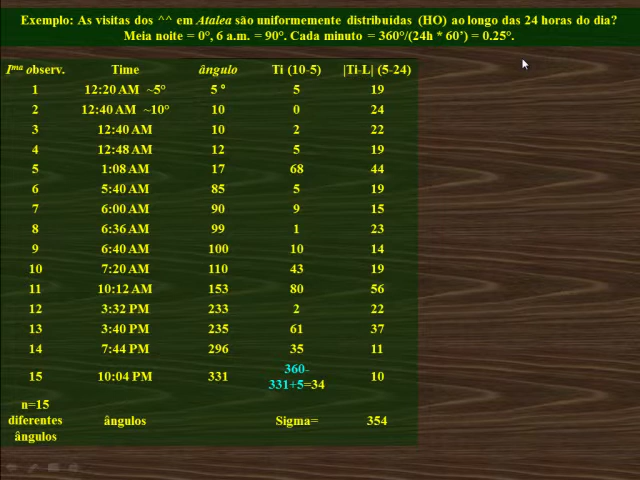 Exemplo: As visitas dos ^^ em Atalea são uniformemente distribuídas (HO) ao longo das 24 horas do dia?
Meia noite = 0°, 6 a.m. = 90°. Cada minuto = 360°/(24h * 60’) = 0.25°.
Ima observ. Time ângulo Ti (10-5) |Ti-L| (5-24)
1 12:20 AM ~5° 5 ° 5 19
2 12:40 AM ~10° 10 0 24
3 12:40 AM 10 2 22
4 12:48 AM 12 5 19
5 1:08 AM 17 68 44
6 5:40 AM 85 5 19
7 6:00 AM 90 9 15
8 6:36 AM 99 1 23
9 6:40 AM 100 10 14
10 7:20 AM 110 43 19
11 10:12 AM 153 80 56
12 3:32 PM 233 2 22
13 3:40 PM 235 61 37
14 7:44 PM 296 35 11
15 10:04 PM 331 360-
331+5=34 10
n=15
diferentes ângulos Sigma= 354
ângulos